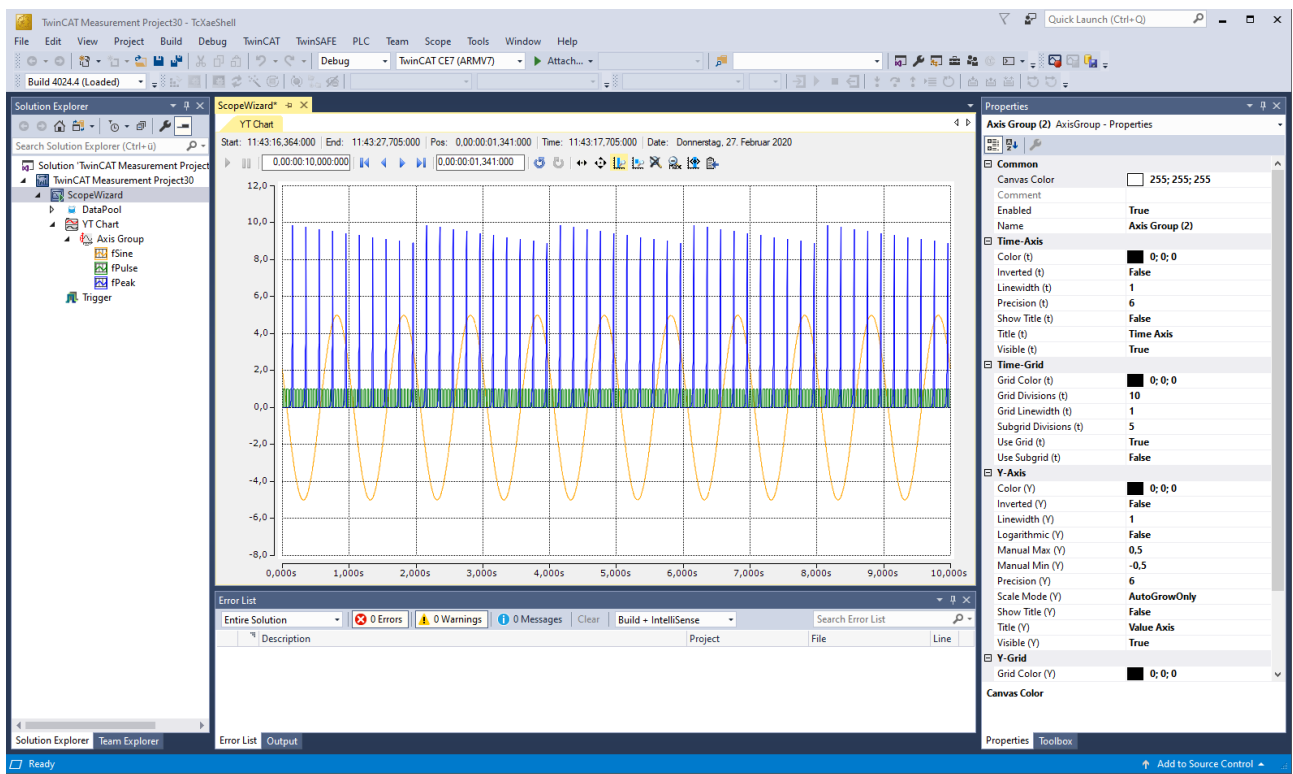 TwinCAT Measurement Project30 - TcXaeShell
Quick Launch (Ctrl+Q)
File Edit View Project Build Debug TwinCAT TwinSAFE PLC Team Scope Tools Window Help
Debug TwinCAT CE7 (ARMV7) Attach...
Build 4024.4 (Loaded)
Solution Explorer
Search Solution Explorer (Ctrl+ü)
Solution 'TwinCAT Measurement Project
TwinCAT Measurement Project30
ScopeWizard
DataPool
YT Chart
Axis Group
fSine
fPulse
fPeak
Trigger
Solution Explorer Team Explorer
ScopeWizard*
YT Chart
Start: 11:43:16,364:000 End: 11:43:27,705:000 Pos: 0,00:00:01,341:000 Time: 11:43:17,705:000 Date: Donnerstag, 27. Februar 2020
0,00:00:10,000:000 0,00:00:01,341:000
12,0
10,0
8,0
6,0
4,0
2,0
0,0
-2,0
-4,0
-6,0
-8,0
0,000s 1,000s 2,000s 3,000s 4,000s 5,000s 6,000s 7,000s 8,000s 9,000s 10,000s
Error List
Entire Solution 0 Errors 0 Warnings 0 Messages Clear Build + IntelliSense Search Error List
Description Project File Line
Error List Output
Properties
Axis Group (2) AxisGroup - Properties
Common
Canvas Color 255; 255; 255
Comment
Enabled True
Name Axis Group (2)
Time-Axis
Color (t) 0; 0; 0
Inverted (t) False
Linewidth (t) 1
Precision (t) 6
Show Title (t) False
Title (t) Time Axis
Visible (t) True
Time-Grid
Grid Color (t) 0; 0; 0
Grid Divisions (t) 10
Grid Linewidth (t) 1
Subgrid Divisions (t) 5
Use Grid (t) True
Use Subgrid (t) False
Y-Axis
Color (Y) 0; 0; 0
Inverted (Y) False
Linewidth (Y) 1
Logarithmic (Y) False
Manual Max (Y) 0,5
Manual Min (Y) -0,5
Precision (Y) 6
Scale Mode (Y) AutoGrowOnly
Show Title (Y) False
Title (Y) Value Axis
Visible (Y) True
Y-Grid
Grid Color (Y) 0; 0; 0
Canvas Color
Properties Toolbox
Ready
Add to Source Control